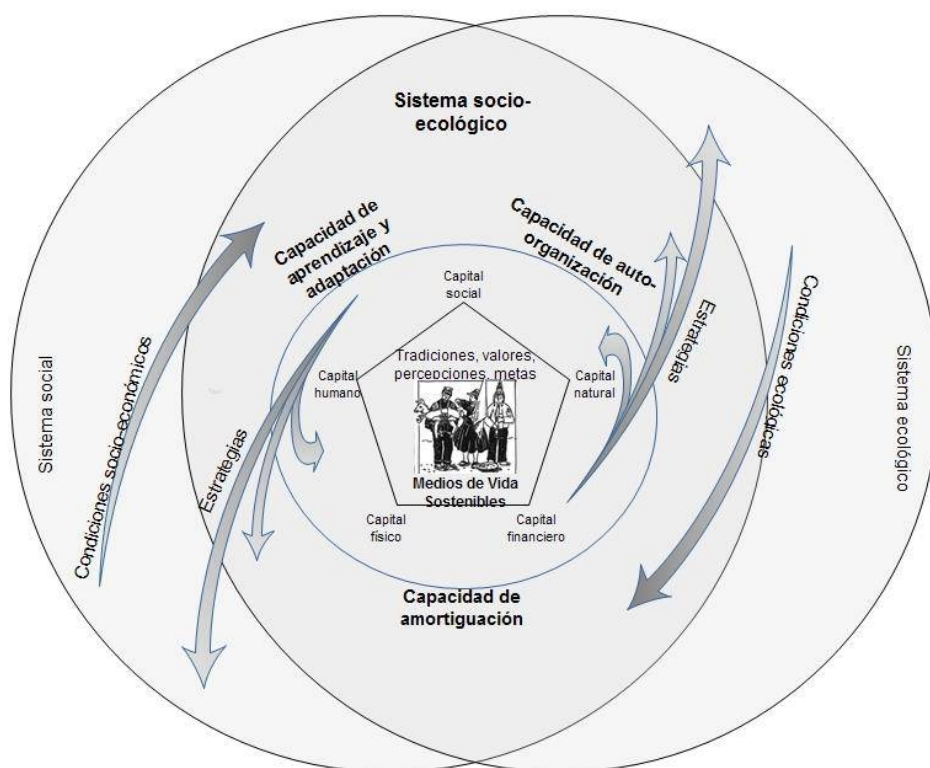 Sistema socio-
ecológico
Capacidad de
aprendizaje y
adaptación
Capacidad de auto-
organización
Sistema social
Condiciones socio-económicos
Estrategias
Capital
social
Capital
humano
Tradiciones, valores,
percepciones, metas
Capital
natural
Medios de Vida
Sostenibles
Capital
físico
Capital
financiero
Estrategias
Condiciones ecológicas
Sistema ecológico
Capacidad de
amortiguación